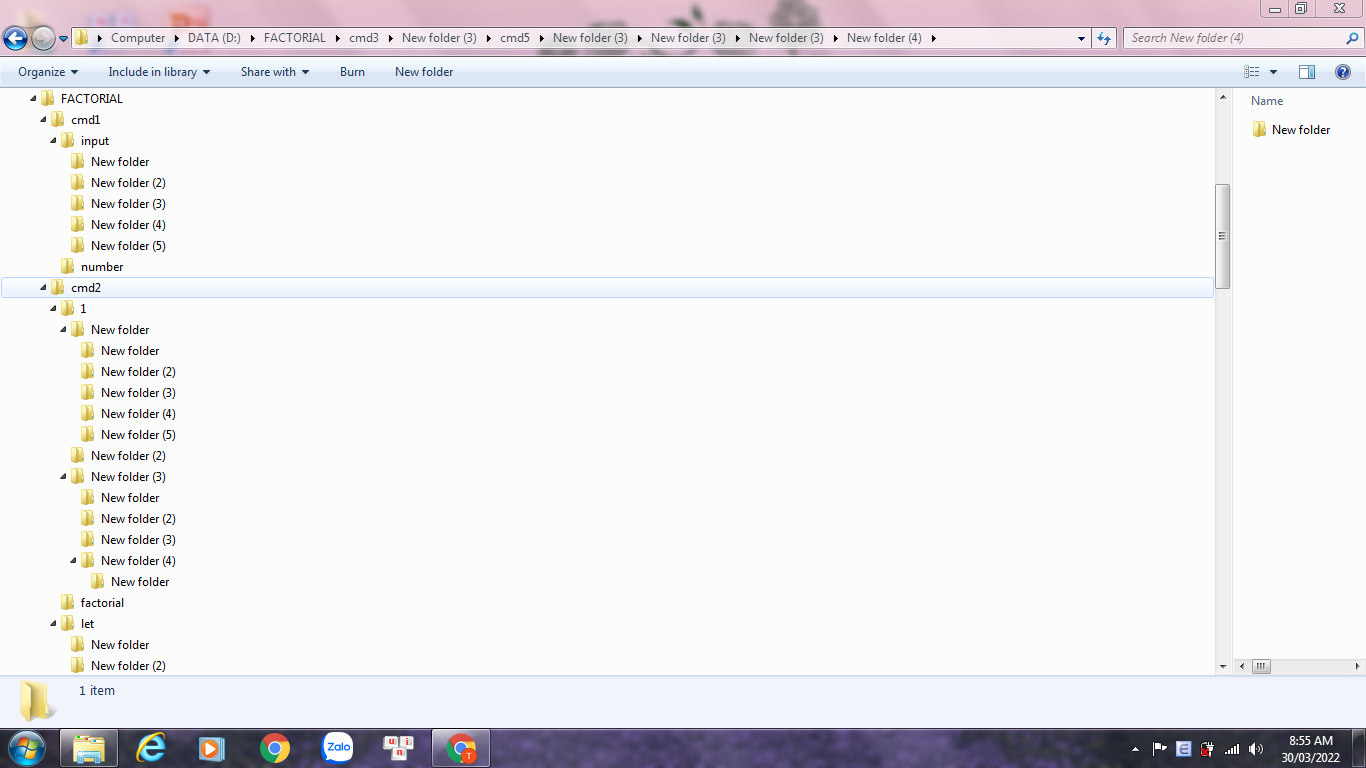 Computer DATA (D:) FACTORIAL cmd3 New folder (3) cmd5 New folder (3) New folder (3) New folder (3) New folder (4) Search New folder (4)
Organize Include in library Share with Burn New folder
FACTORIAL
cmd1
input
New folder
New folder (2)
New folder (3)
New folder (4)
New folder (5)
number
cmd2
1
New folder
New folder
New folder (2)
New folder (3)
New folder (4)
New folder (5)
New folder (2)
New folder (3)
New folder
New folder (2)
New folder (3)
New folder (4)
New folder
factorial
let
New folder
New folder (2)
Name
New folder
1 item
Zalo
u i n
T
E
8:55 AM
30/03/2022